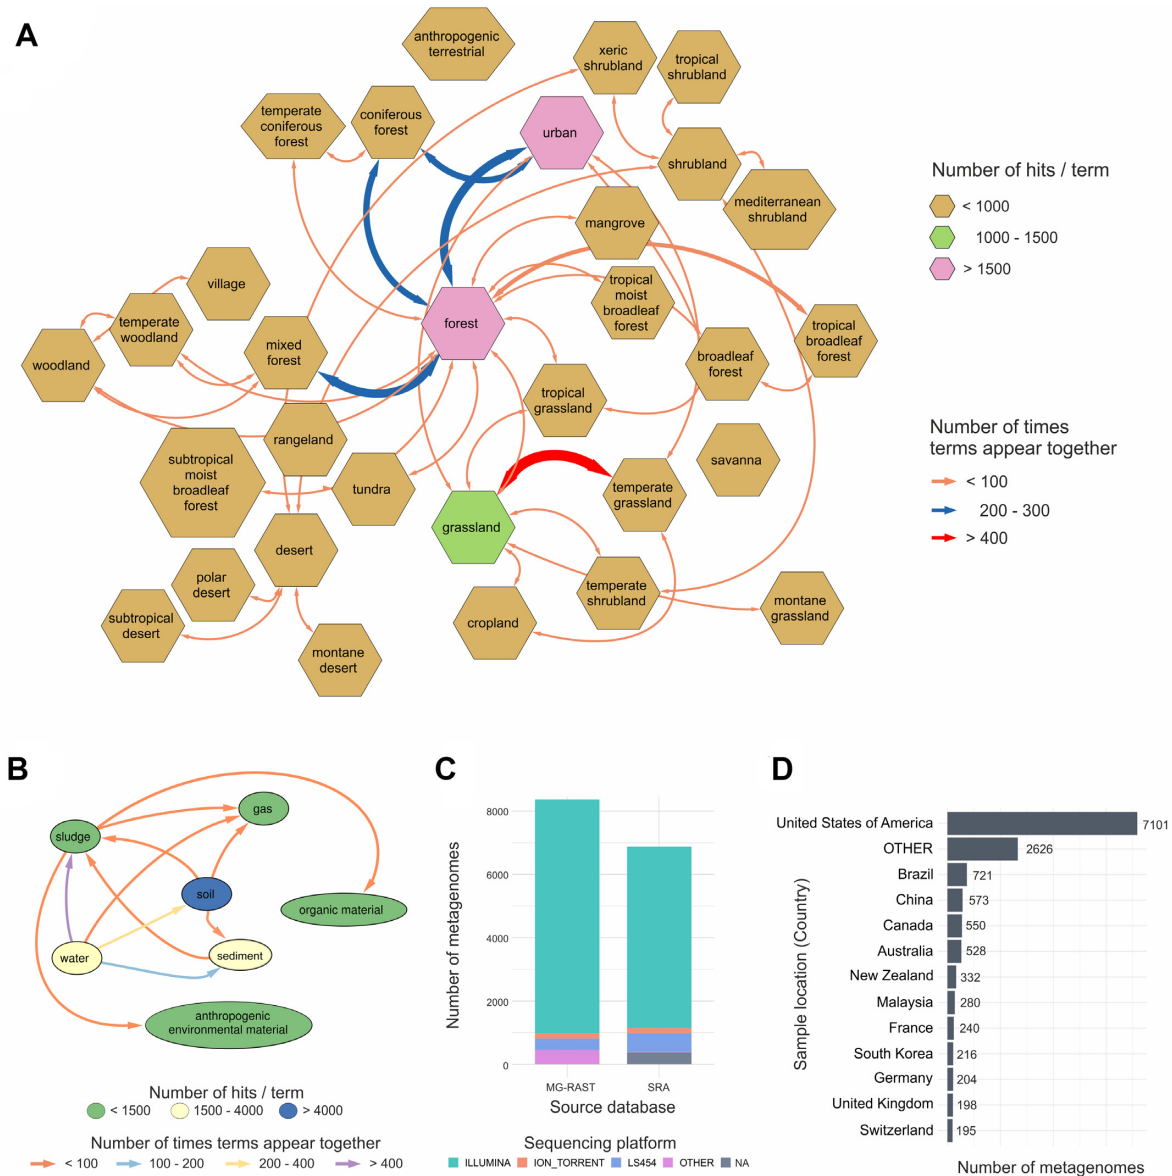 A
anthropogenic
terrestrial
xeric
shrubland
tropical
shrubland
temperate
coniferous
forest
coniferous
forest
urban
shrubland
mediterranean
shrubland
mangrove
village
tropical
moist
broadleaf
forest
temperate
woodland
forest
tropical
broadleaf
forest
woodland
mixed
forest
broadleaf
forest
tropical
grassland
rangeland
subtropical
moist
broadleaf
forest
tundra
savanna
temperate
grassland
grassland
desert
polar
desert
temperate
shrubland
montane
grassland
subtropical
desert
cropland
montane
desert
Number of hits / term
< 1000
1000 - 1500
> 1500
Number of times
terms appear together
< 100
200 - 300
> 400
B
gas
sludge
soil
organic material
water
sediment
anthropogenic
environmental material
Number of hits / term
< 1500
1500 - 4000
> 4000
Number of times terms appear together
< 100
100 - 200
200 - 400
> 400
C
Number of metagenomes
8000
6000
4000
2000
0
MG-RAST
SRA
Source database
Sequencing platform
ILLUMINA
ION_TORRENT
LS454
OTHER
NA
D
Sample location (Country)
United States of America 7101
OTHER 2626
Brazil 721
China 573
Canada 550
Australia 528
New Zealand 332
Malaysia 280
France 240
South Korea 216
Germany 204
United Kingdom 198
Switzerland 195
Number of metagenomes